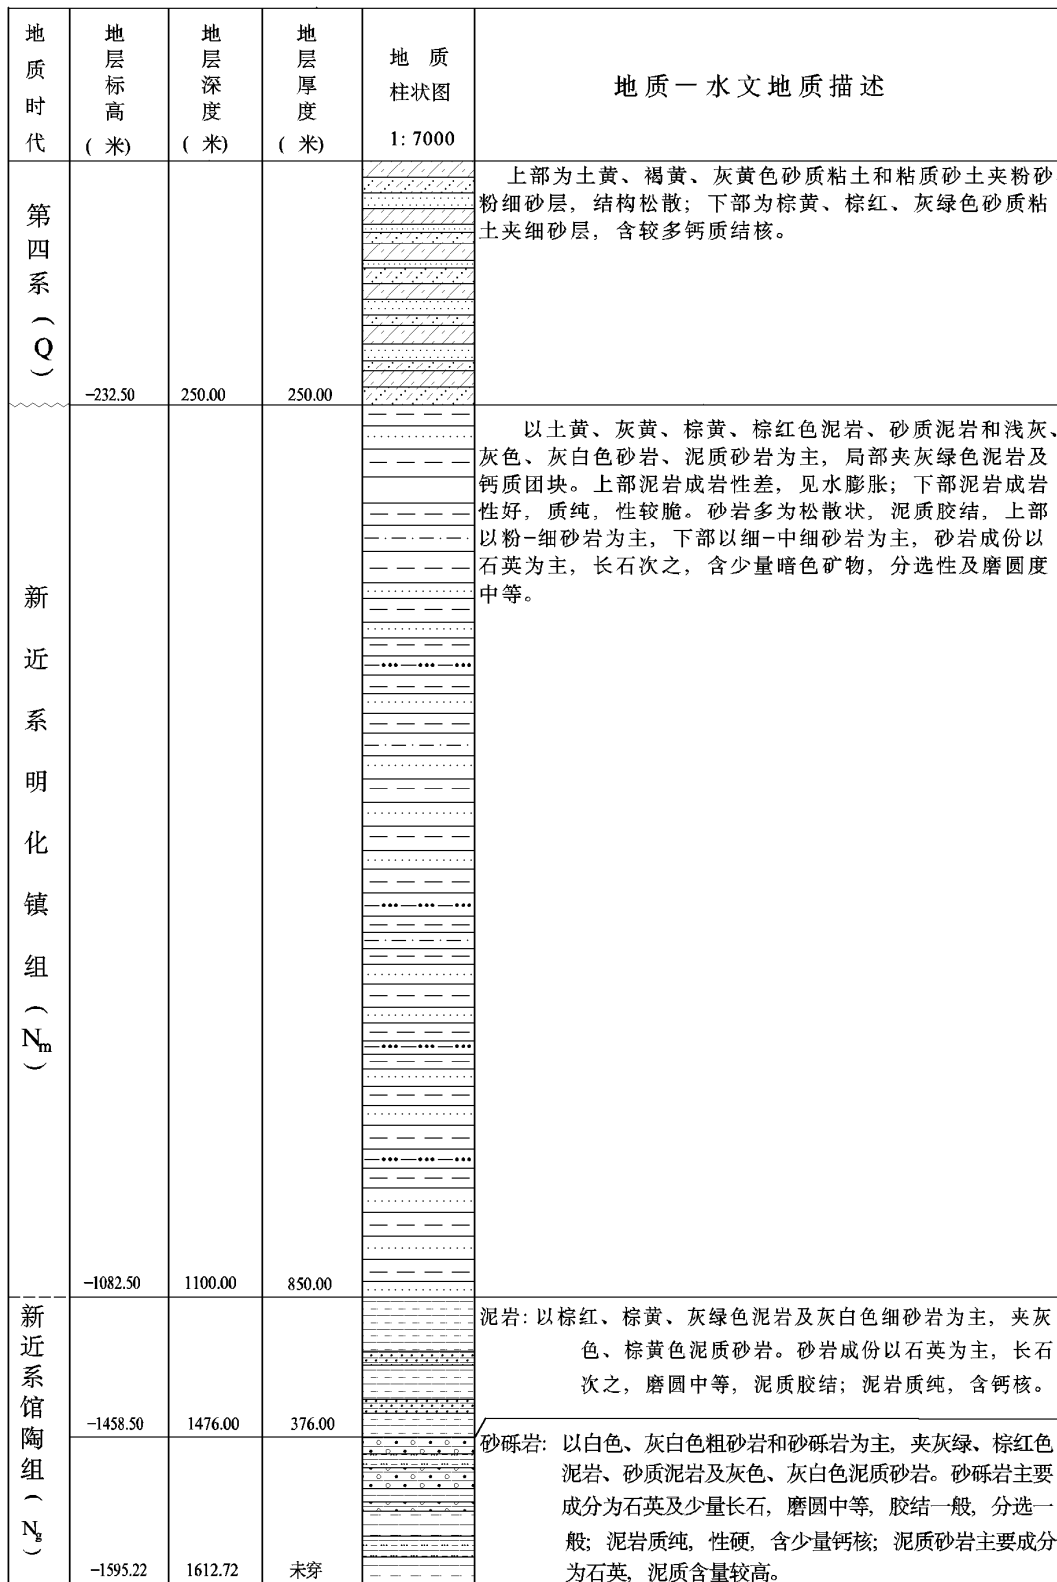 地质时代
地层标高(米)
地层深度(米)
地层厚度(米)
地质
柱状图
1:7000
地质—水文地质描述
第四系(Q)
-232.50
250.00
250.00
上部为土黄、褐黄、灰黄色砂质粘土和粘质砂土夹粉砂
粉细砂层, 结构松散; 下部为棕黄、棕红、灰绿色砂质粘
土夹细砂层, 含较多钙质结核。
新近系明化镇组(Nm)
-1082.50
1100.00
850.00
以土黄、灰黄、棕黄、棕红色泥岩、砂质泥岩和浅灰、
灰色、灰白色砂岩、泥质砂岩为主, 局部夹灰绿色泥岩及
钙质团块。上部泥岩成岩性差, 见水膨胀; 下部泥岩成岩
性好, 质纯, 性较脆。砂岩多为松散状, 泥质胶结, 上部
以粉-细砂岩为主, 下部以细-中细砂岩为主, 砂岩成份以
石英为主, 长石次之, 含少量暗色矿物, 分选性及磨圆度
中等。
新近系馆陶组(Ng)
-1458.50
1476.00
376.00
泥岩: 以棕红、棕黄、灰绿色泥岩及灰白色细砂岩为主, 夹灰
色、棕黄色泥质砂岩。砂岩成份以石英为主, 长石
次之, 磨圆中等, 泥质胶结; 泥岩质纯, 含钙核。
-1595.22
1612.72
未穿
砂砾岩: 以白色、灰白色粗砂岩和砂砾岩为主, 夹灰绿、棕红色
泥岩、砂质泥岩及灰色、灰白色泥质砂岩。砂砾岩主要
成分为石英及少量长石, 磨圆中等, 胶结一般, 分选一
般; 泥岩质纯, 性硬, 含少量钙核; 泥质砂岩主要成分
为石英, 泥质含量较高。